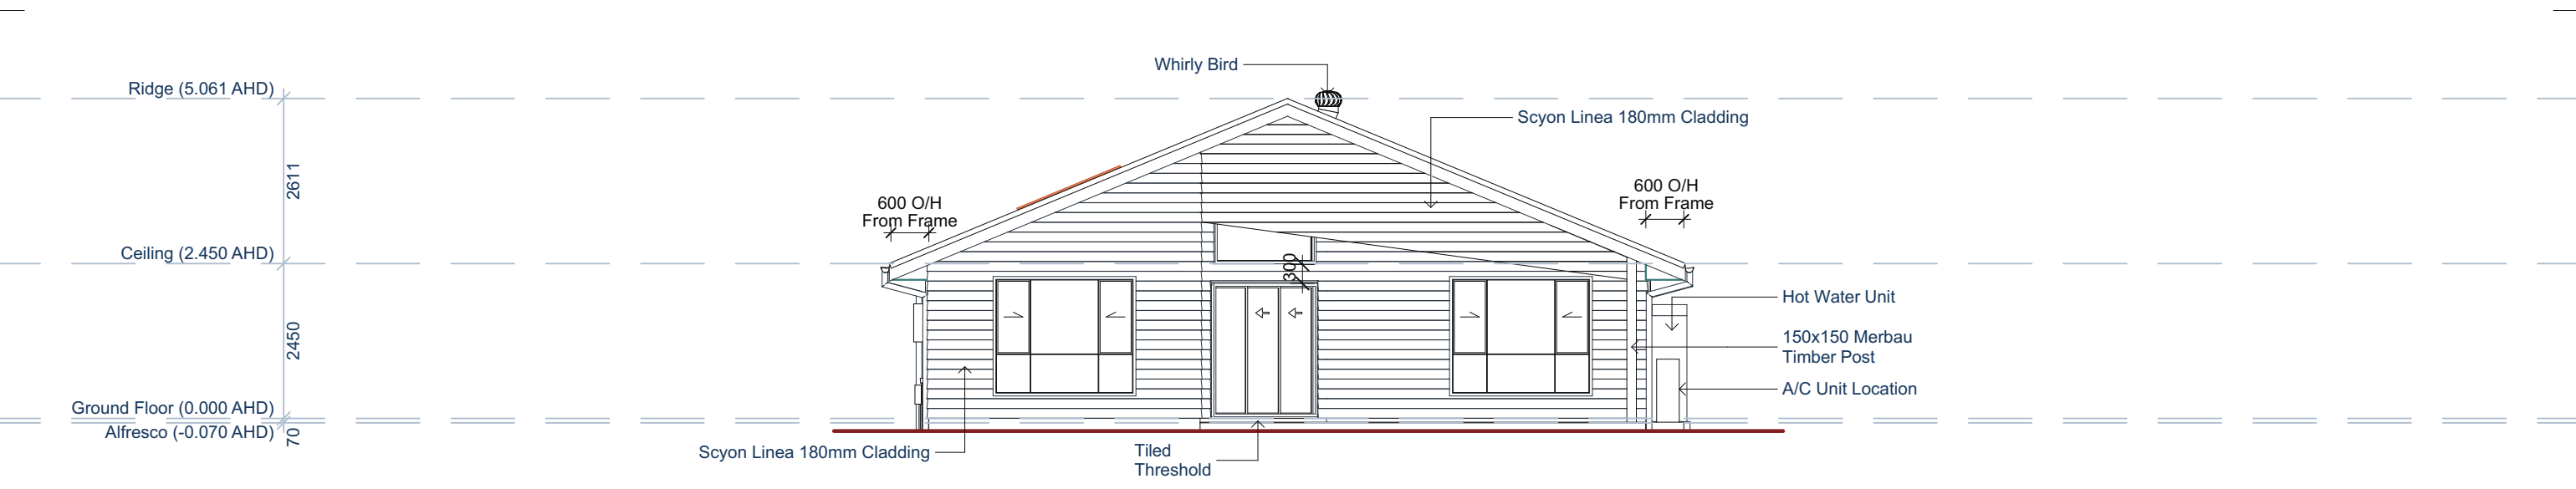 Whirly Bird
Ridge (5.061 AHD)
Scyon Linea 180mm Cladding
2611
600 O/H
From Frame
600 O/H
From Frame
Ceiling (2.450 AHD)
300
Hot Water Unit
2450
150x150 Merbau
Timber Post
A/C Unit Location
Ground Floor (0.000 AHD)
Alfresco (-0.070 AHD)
70
Scyon Linea 180mm Cladding
Tiled
Threshold